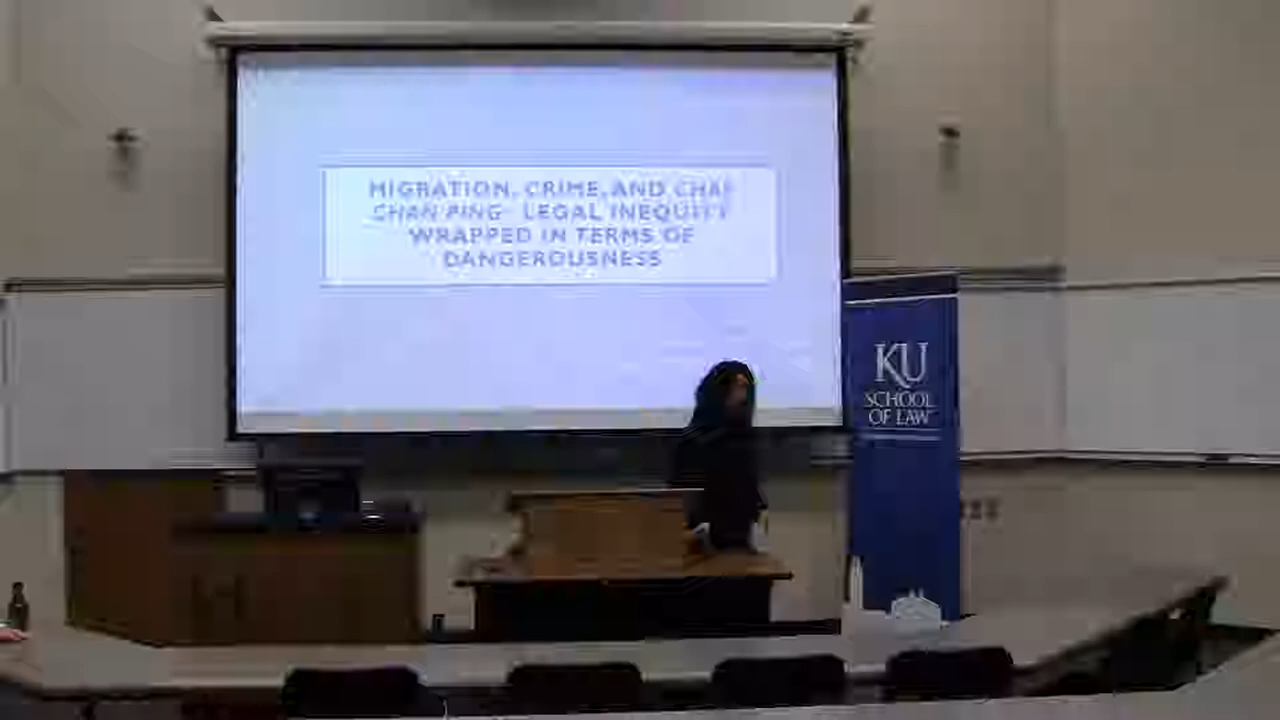 MIGRATION, CRIME, AND CHAE
CHAN PING- LEGAL INEQUITY
WRAPPED IN TERMS OF
DANGEROUSNESS
KU
SCHOOL
OF LAW